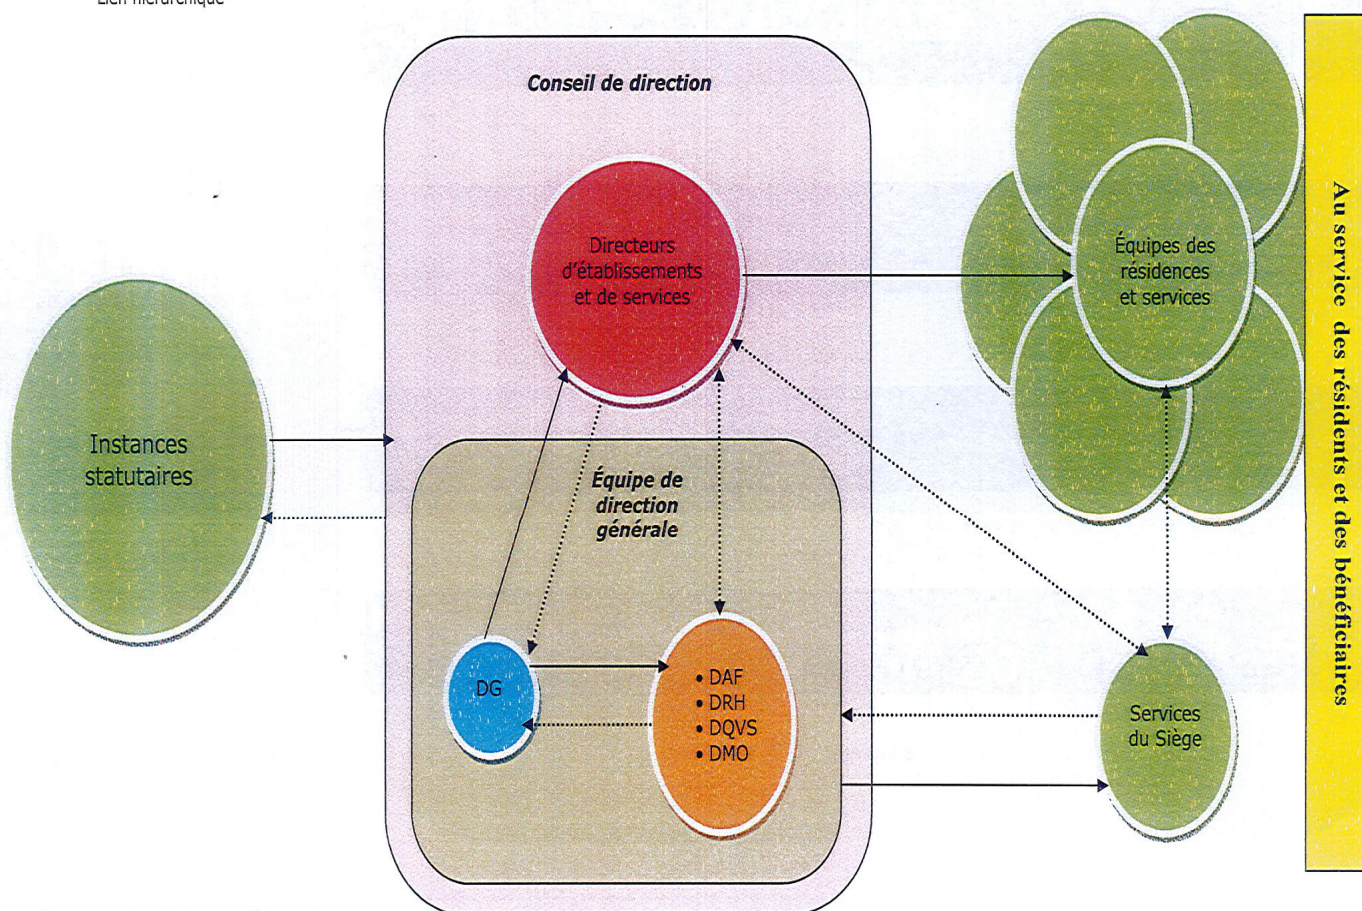 Lien hiérarchique
Conseil de direction
Directeurs
d'établissements
et de services
Équipes des
résidences
et services
Instances
statutaires
Équipe de
direction
générale
DG
• DAF
• DRH
• DQVS
• DMO
Services
du Siège
Au service des résidents et des bénéficiaires